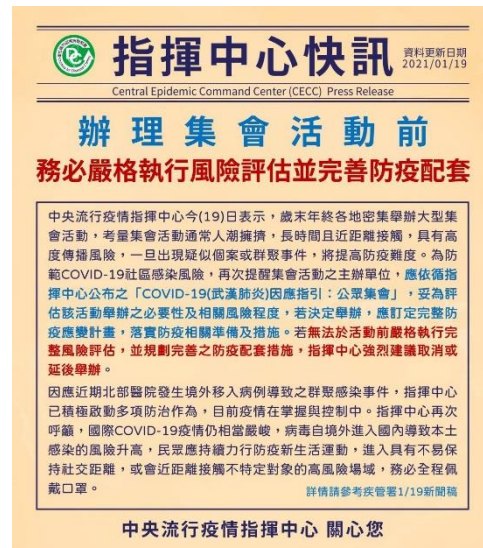 指揮中心快訊
資料更新日期
2021/01/19
Central Epidemic Command Center (CECC) Press Release
辦理集會活動前
務必嚴格執行風險評估並完善防疫配套
中央流行疫情指揮中心今(19)日表示，歲末年終各地密集舉辦大型集
會活動，考量集會活動通常人潮擁擠，長時間且近距離接觸，具有高
度傳播風險，一旦出現疑似個案或群聚事件，將提高防疫難度。為防
範COVID-19社區感染風險，再次提醒集會活動之主辦單位，應依循指
揮中心公布之「COVID-19(武漢肺炎)因應指引：公眾集會」，妥為評
估該活動舉辦之必要性及相關風險程度，若決定舉辦，應訂定完整防
疫應變計畫，落實防疫相關準備及措施。若無法於活動前嚴格執行完
整風險評估，並規劃完善之防疫配套措施，指揮中心強烈建議取消或
延後舉辦。
因應近期北部醫院發生境外移入病例導致之群聚感染事件，指揮中心
已積極啟動多項防治作為，目前疫情在掌握與控制中。指揮中心再次
呼籲，國際COVID-19疫情仍相當嚴峻，病毒自境外進入國內導致本土
感染的風險升高，民眾應持續力行防疫新生活運動，進入具有不易保
持社交距離，或會近距離接觸不特定對象的高風險場域，務必全程佩
戴口罩。
詳情請參考疾管署1/19新聞稿
中央流行疫情指揮中心 關心您